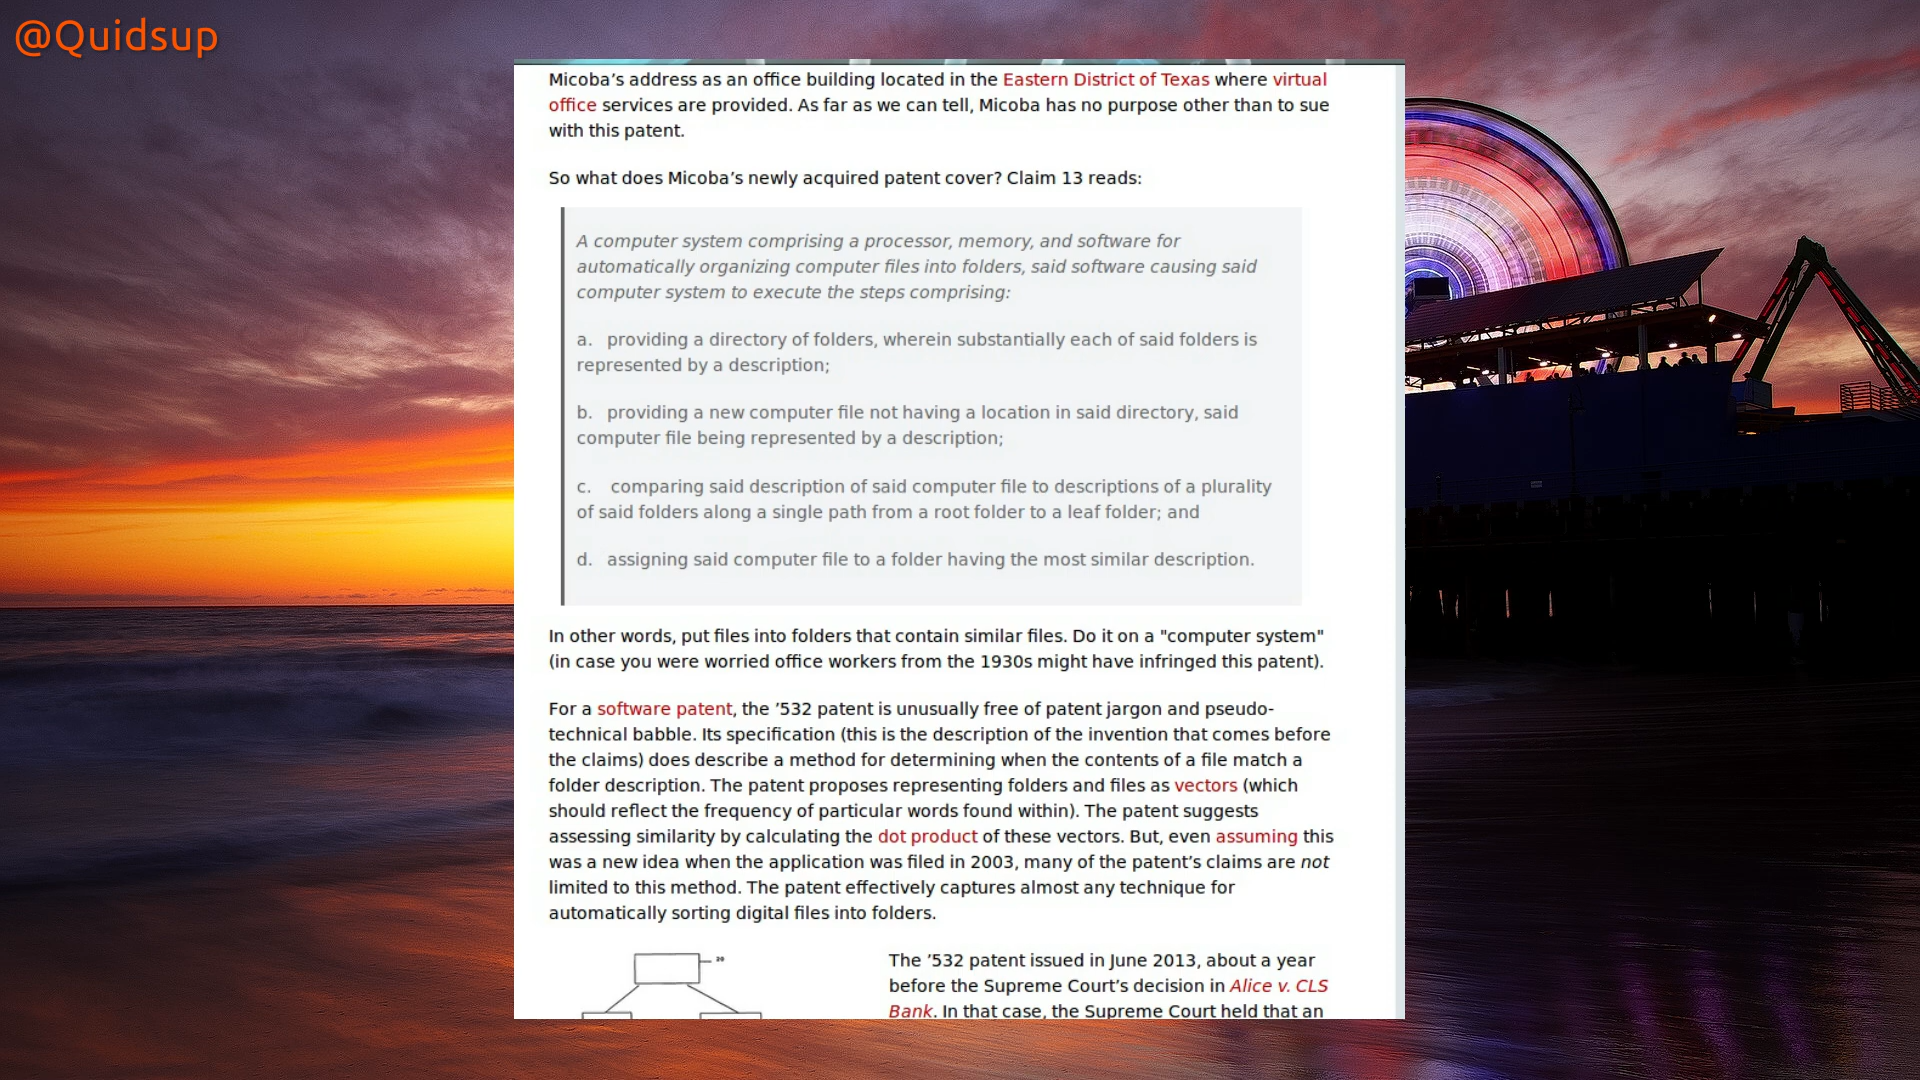 @Quidsup
Micoba’s address as an office building located in the Eastern District of Texas where virtual
office services are provided. As far as we can tell, Micoba has no purpose other than to sue
with this patent.
So what does Micoba’s newly acquired patent cover? Claim 13 reads:
A computer system comprising a processor, memory, and software for
automatically organizing computer files into folders, said software causing said
computer system to execute the steps comprising:
a. providing a directory of folders, wherein substantially each of said folders is
represented by a description;
b. providing a new computer file not having a location in said directory, said
computer file being represented by a description;
c. comparing said description of said computer file to descriptions of a plurality
of said folders along a single path from a root folder to a leaf folder; and
d. assigning said computer file to a folder having the most similar description.
In other words, put files into folders that contain similar files. Do it on a "computer system"
(in case you were worried office workers from the 1930s might have infringed this patent).
For a software patent, the ’532 patent is unusually free of patent jargon and pseudo-
technical babble. Its specification (this is the description of the invention that comes before
the claims) does describe a method for determining when the contents of a file match a
folder description. The patent proposes representing folders and files as vectors (which
should reflect the frequency of particular words found within). The patent suggests
assessing similarity by calculating the dot product of these vectors. But, even assuming this
was a new idea when the application was filed in 2003, many of the patent’s claims are not
limited to this method. The patent effectively captures almost any technique for
automatically sorting digital files into folders.
20
The ’532 patent issued in June 2013, about a year
before the Supreme Court’s decision in Alice v. CLS
Bank. In that case, the Supreme Court held that an